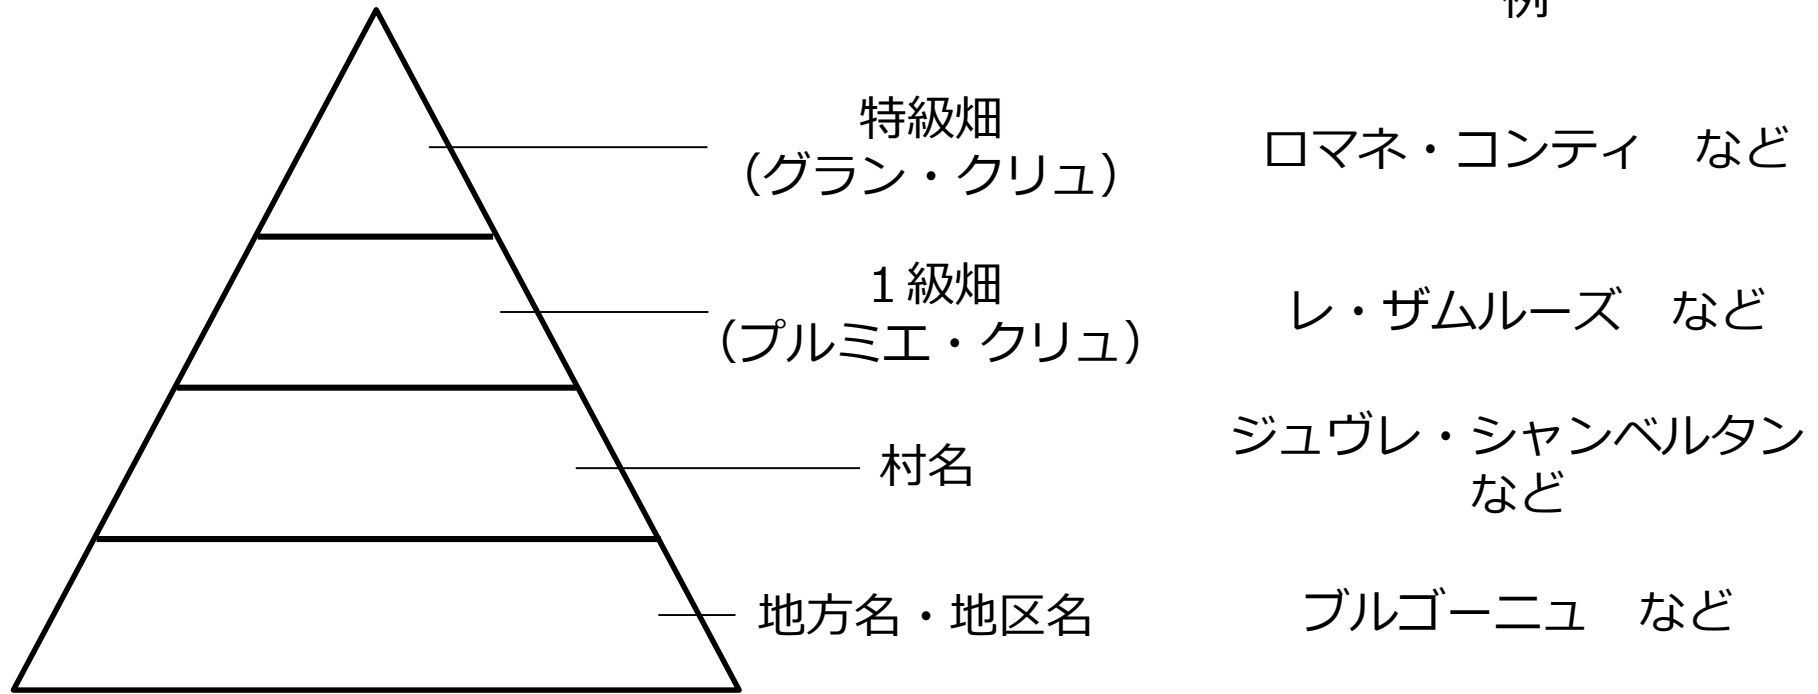 例
特級畑
（グラン・クリュ）
ロマネ・コンティ　など
１級畑
（プルミエ・クリュ）
レ・ザムルーズ　など
村名
ジュヴレ・シャンベルタン
など
地方名・地区名
ブルゴーニュ　など